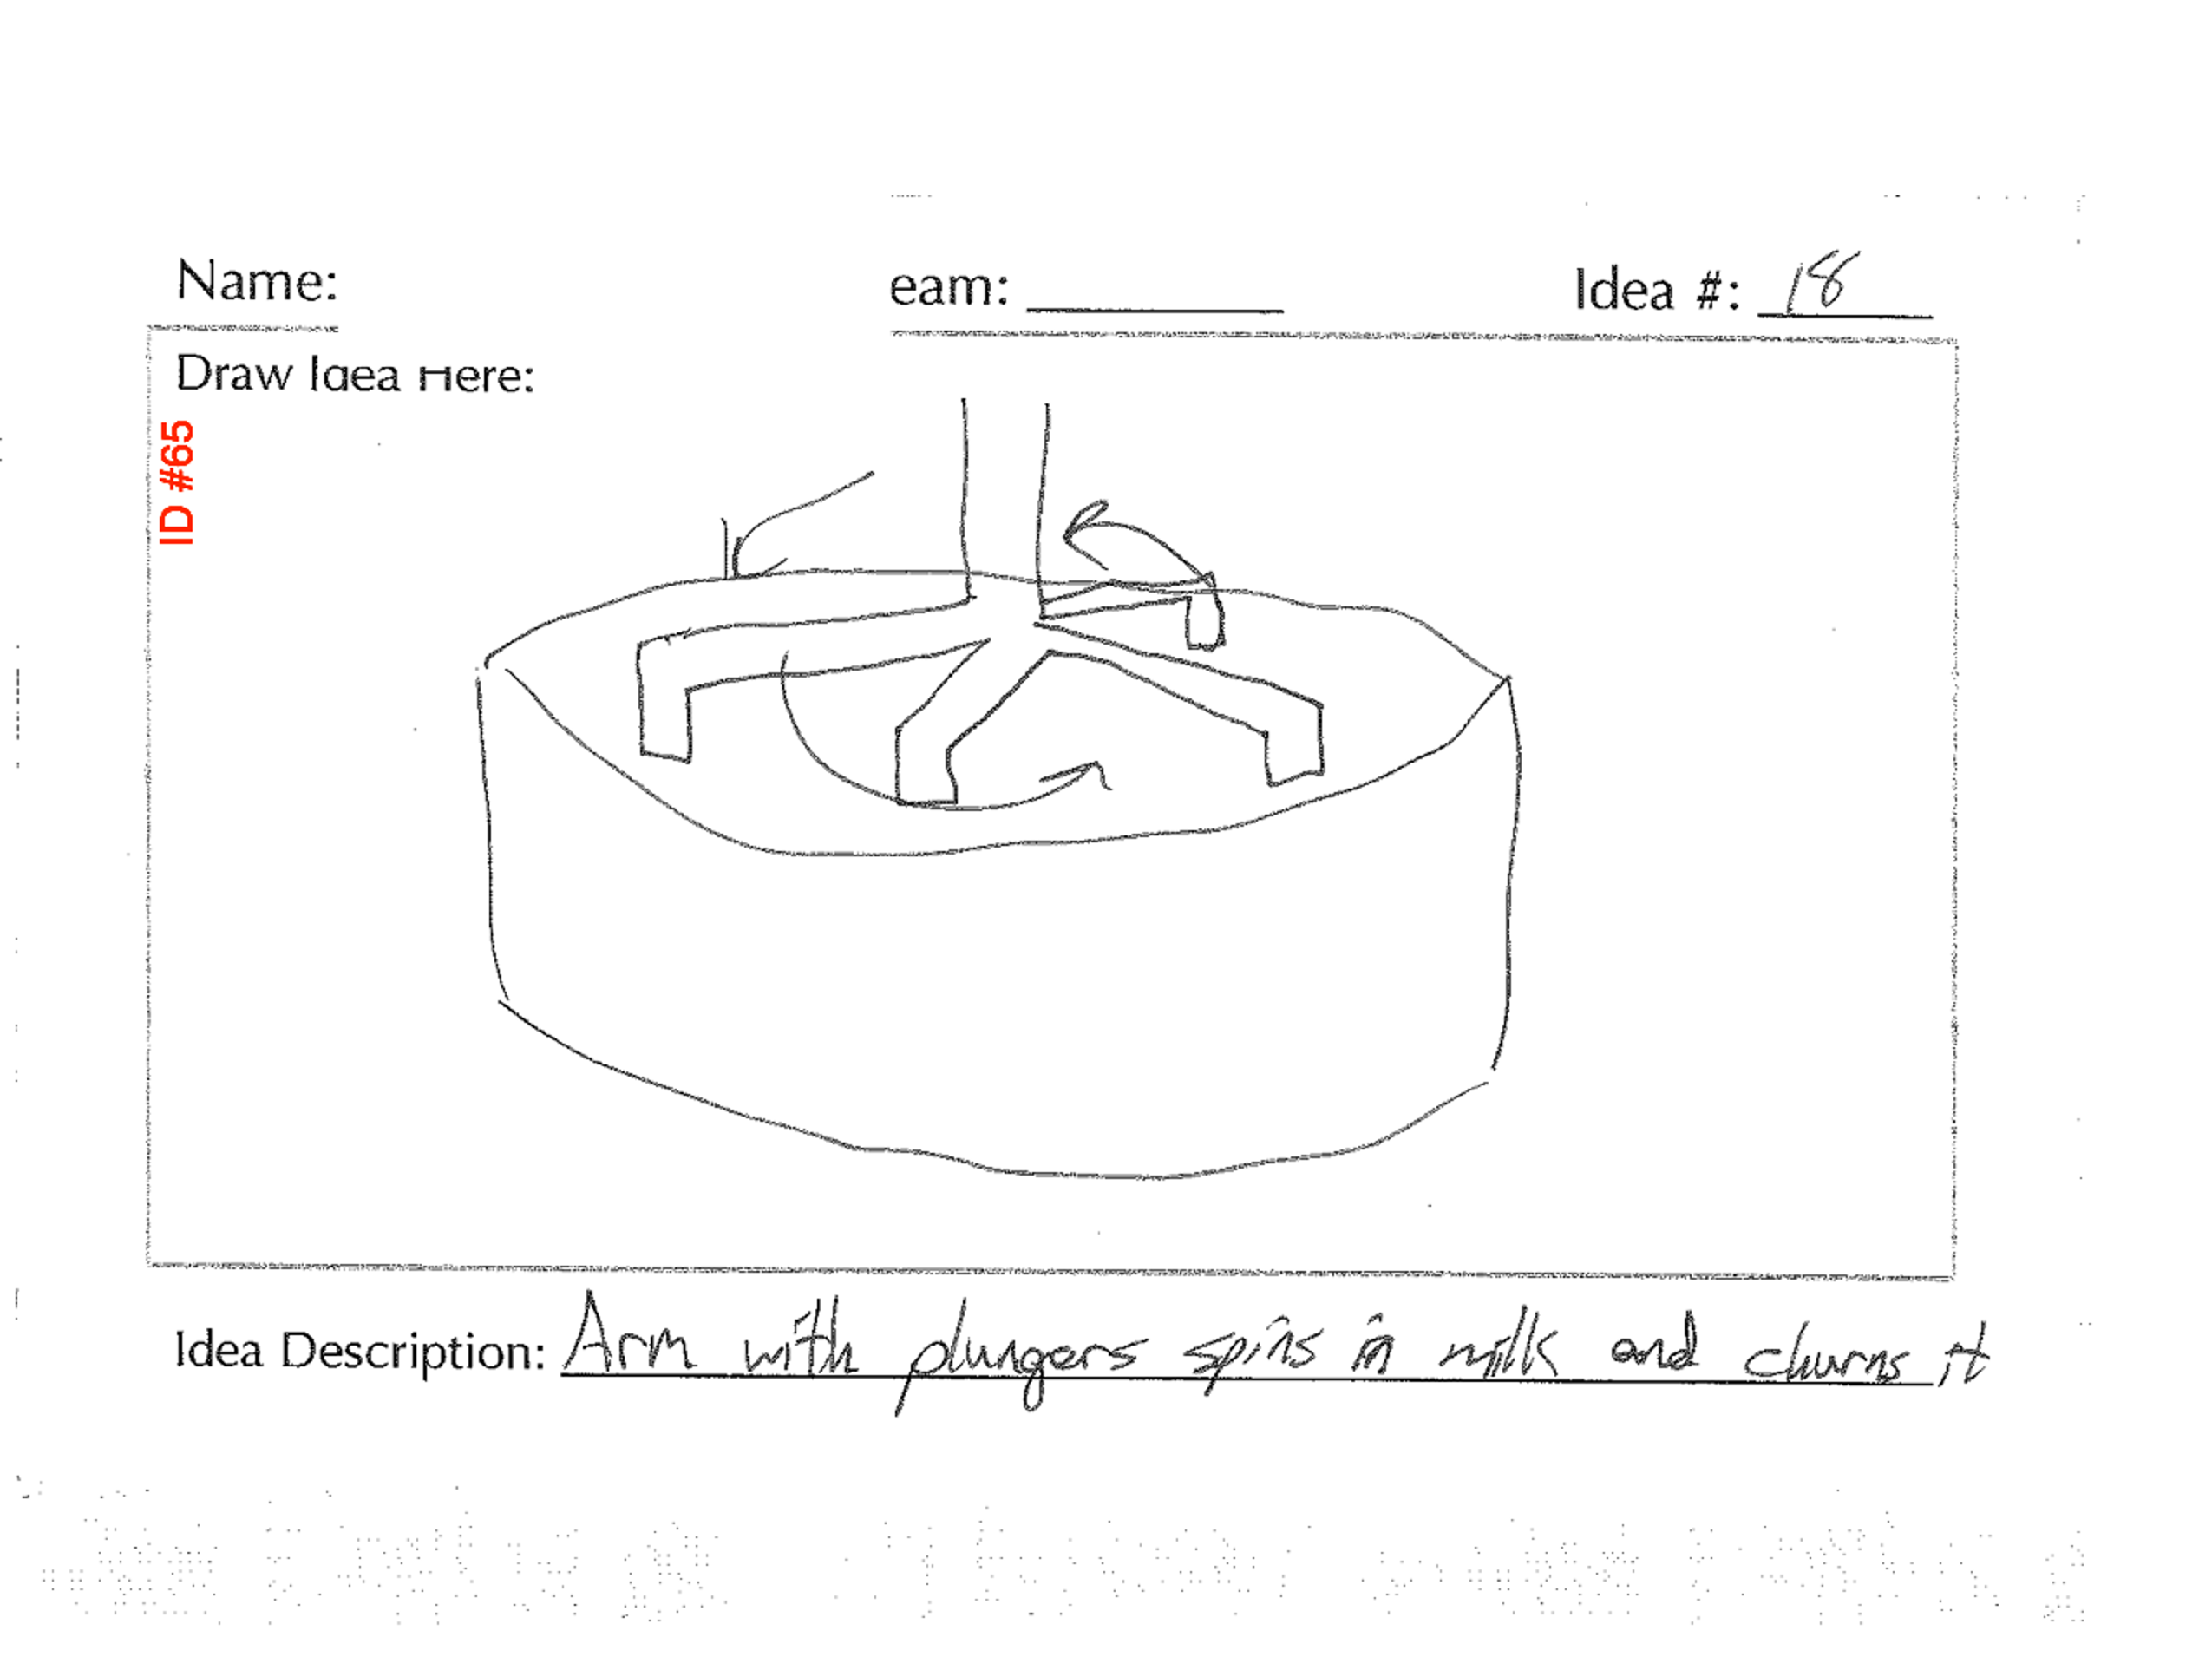 Name: eam: Idea #: 18
Draw Idea Here:
ID #65
Idea Description: Arm with plungers spins in milk and churns it